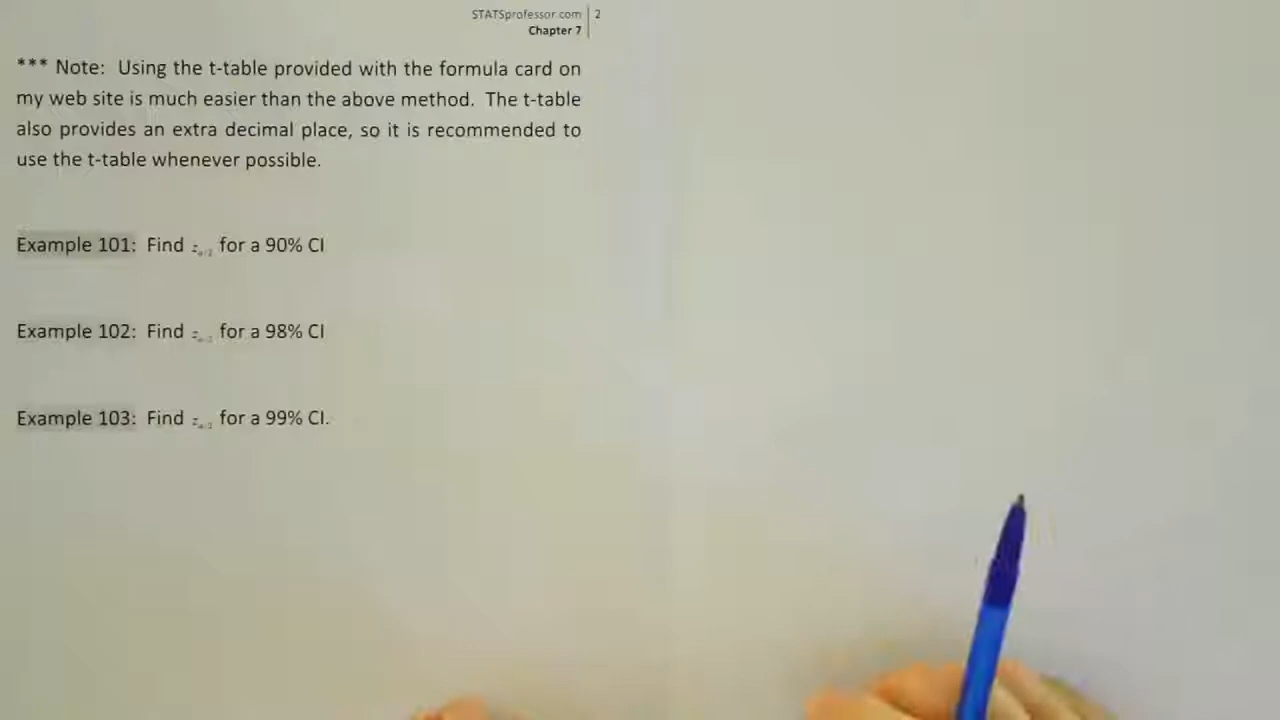 STATSprofessor.com | 2
Chapter 7
*** Note: Using the t-table provided with the formula card on
my web site is much easier than the above method. The t-table
also provides an extra decimal place, so it is recommended to
use the t-table whenever possible.
Example 101: Find for a 90% CI
Example 102: Find for a 98% CI
Example 103: Find for a 99% CI.